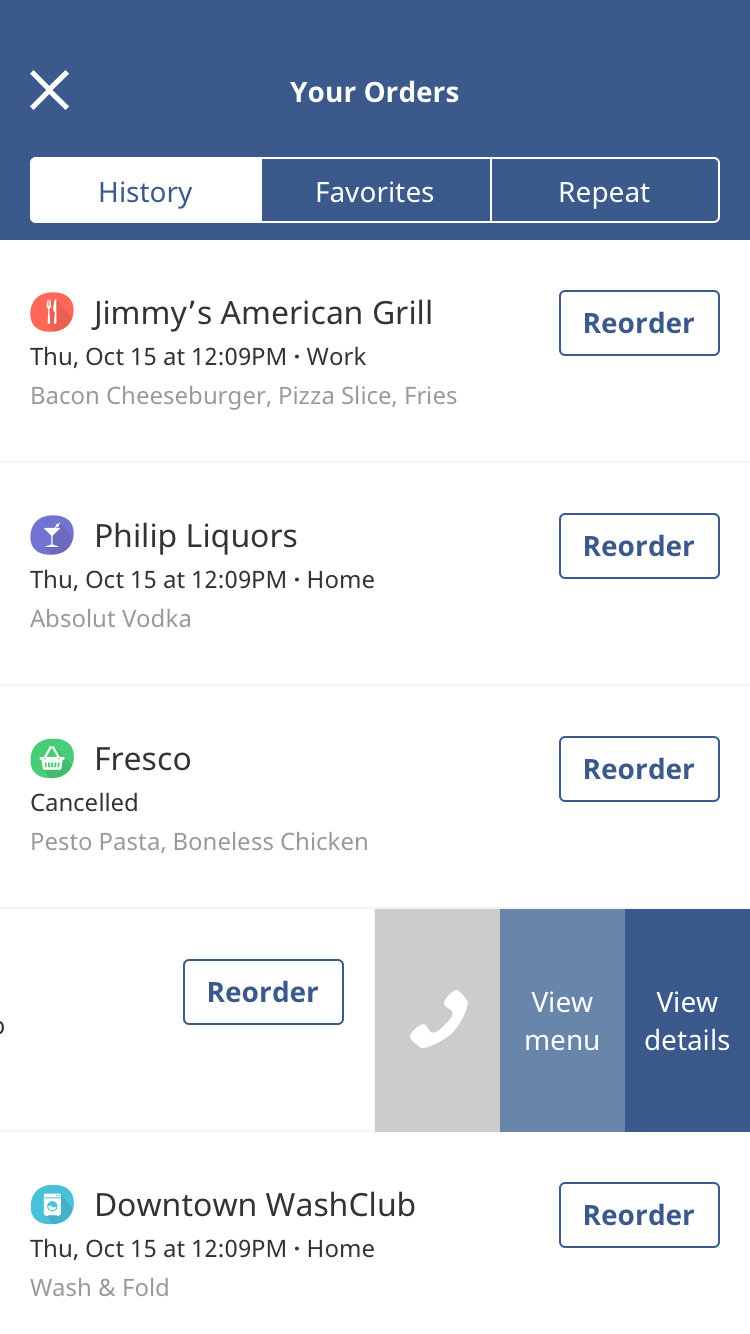 Your Orders
History Favorites Repeat
Jimmy’s American Grill
Reorder
Thu, Oct 15 at 12:09PM · Work
Bacon Cheeseburger, Pizza Slice, Fries
Philip Liquors
Reorder
Thu, Oct 15 at 12:09PM · Home
Absolut Vodka
Fresco
Reorder
Cancelled
Pesto Pasta, Boneless Chicken
Reorder
View
menu
View
details
Downtown WashClub
Reorder
Thu, Oct 15 at 12:09PM · Home
Wash & Fold